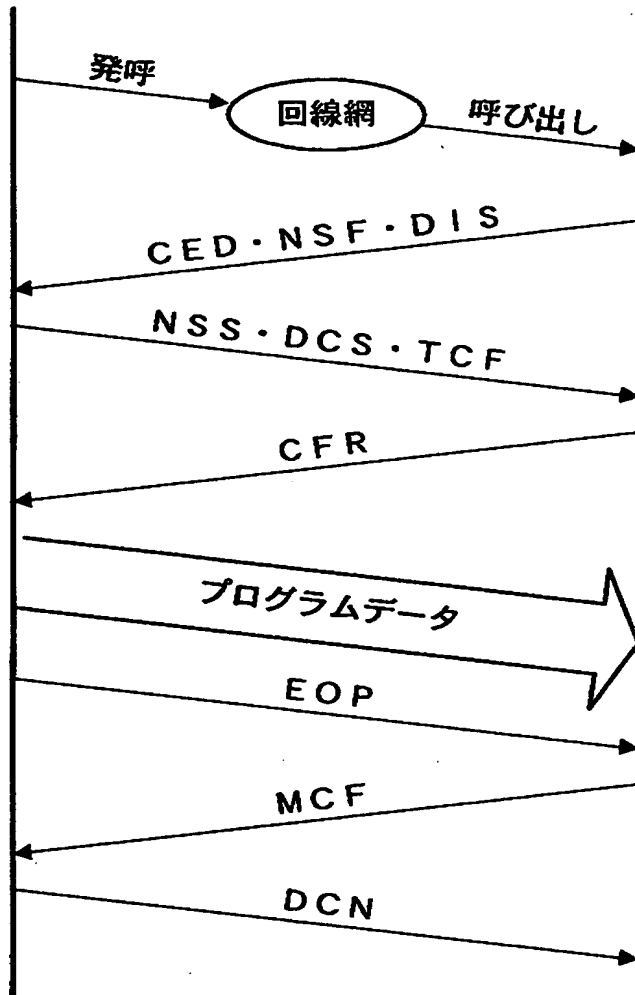 発呼
回線網
呼び出し
CED・NSF・DIS
NSS・DCS・TCF
CFR
プログラムデータ
EOP
MCF
DCN